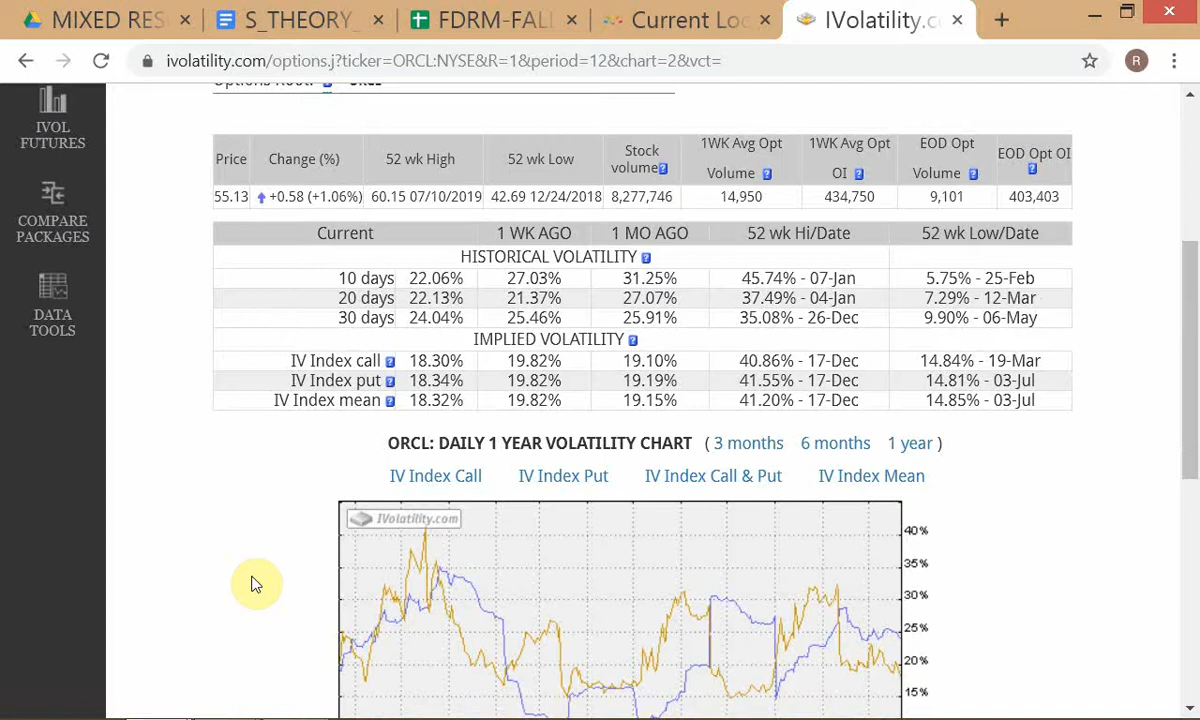 MIXED RES
S_THEORY_
FDRM-FALL
Current Loc
IVolatility.co
ivolatility.com/options.j?ticker=ORCL:NYSE&R=1&period=12&chart=2&vct=
R
IVOL
FUTURES
COMPARE
PACKAGES
DATA
TOOLS
Price Change (%) 52 wk High 52 wk Low Stock volume 1WK Avg Opt Volume 1WK Avg Opt OI EOD Opt Volume EOD Opt OI
55.13 +0.58 (+1.06%) 60.15 07/10/2019 42.69 12/24/2018 8,277,746 14,950 434,750 9,101 403,403
Current 1 WK AGO 1 MO AGO 52 wk Hi/Date 52 wk Low/Date
HISTORICAL VOLATILITY
10 days 22.06% 27.03% 31.25% 45.74% - 07-Jan 5.75% - 25-Feb
20 days 22.13% 21.37% 27.07% 37.49% - 04-Jan 7.29% - 12-Mar
30 days 24.04% 25.46% 25.91% 35.08% - 26-Dec 9.90% - 06-May
IMPLIED VOLATILITY
IV Index call 18.30% 19.82% 19.10% 40.86% - 17-Dec 14.84% - 19-Mar
IV Index put 18.34% 19.82% 19.19% 41.55% - 17-Dec 14.81% - 03-Jul
IV Index mean 18.32% 19.82% 19.15% 41.20% - 17-Dec 14.85% - 03-Jul
ORCL: DAILY 1 YEAR VOLATILITY CHART ( 3 months 6 months 1 year )
IV Index Call IV Index Put IV Index Call & Put IV Index Mean
IVolatility.com
40%
35%
30%
25%
20%
15%